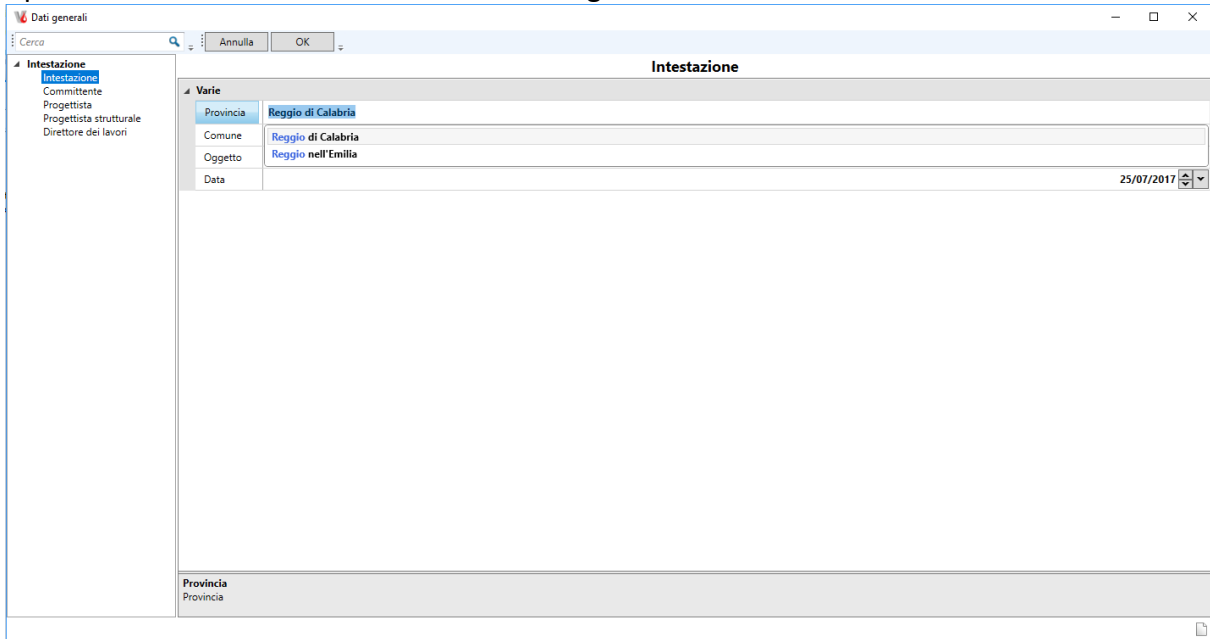 Dati generali
Cerca
Annulla
OK
Intestazione
Intestazione
Committente
Progettista
Progettista strutturale
Direttore dei lavori
Intestazione
Varie
Provincia Reggio di Calabria
Comune
Reggio di Calabria
Oggetto
Reggio nell'Emilia
Data 25/07/2017
Provincia
Provincia